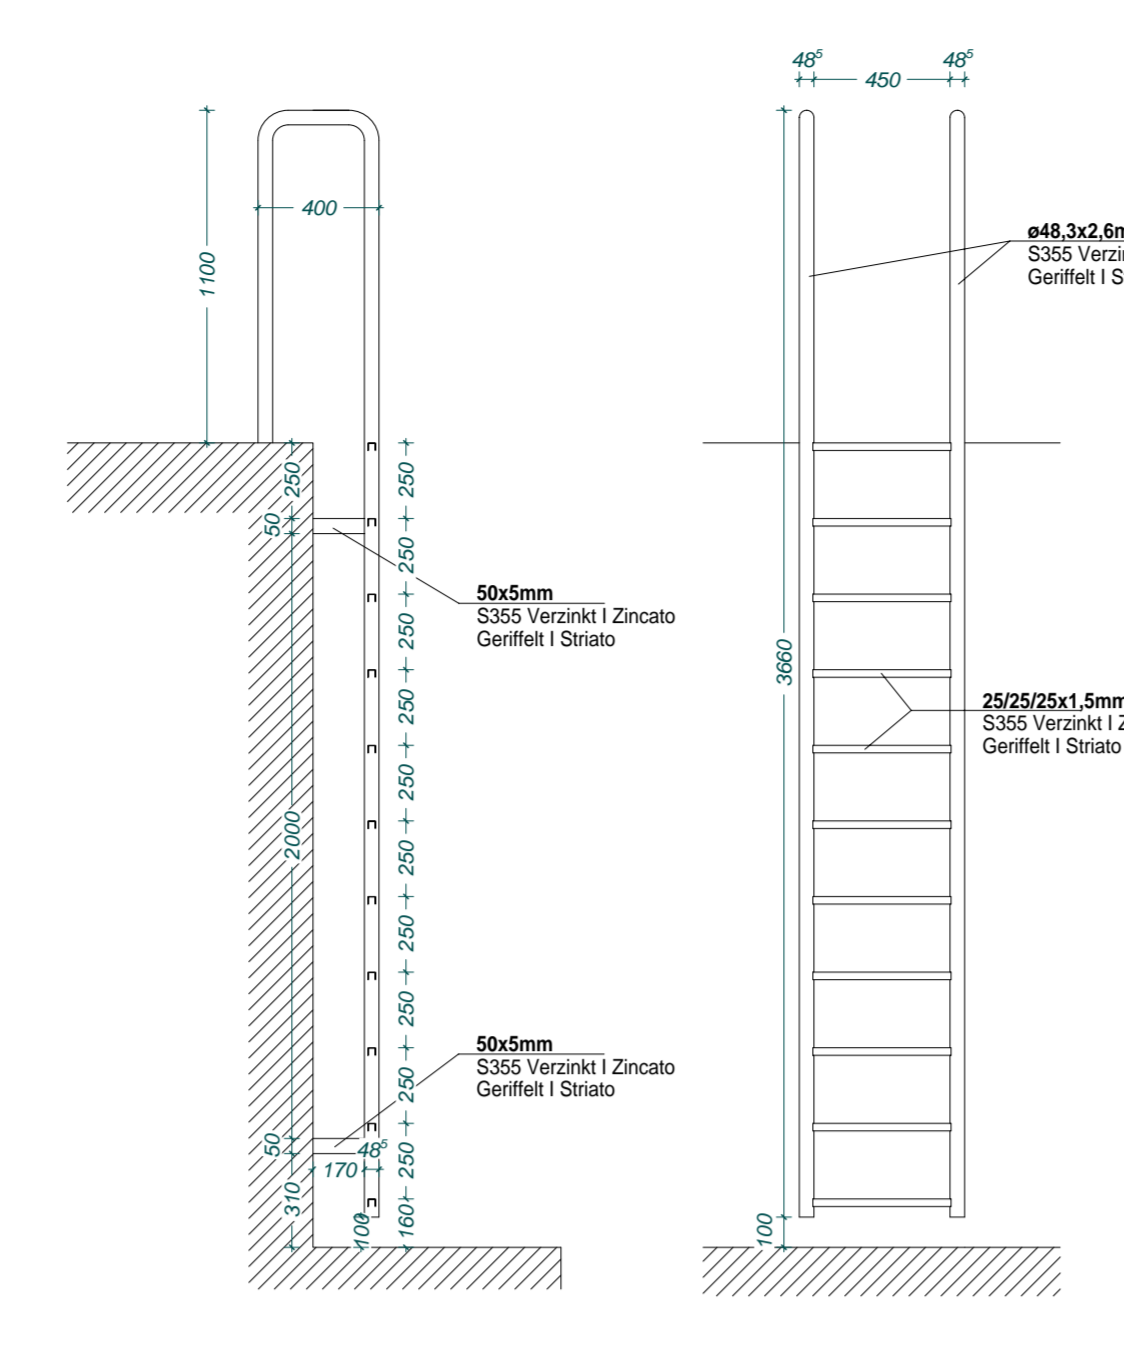 48⁵
450
48⁵
400
1100
ø48,3x2,6m
S355 Verzin
Geriffelt I S
250
50
2000
50
310
250
250
250
250
250
250
250
250
250
250
160
50x5mm
S355 Verzinkt I Zincato
Geriffelt I Striato
3660
25/25/25x1,5mm
S355 Verzinkt I Z
Geriffelt I Striato
50x5mm
S355 Verzinkt I Zincato
Geriffelt I Striato
48⁵
170
100
100